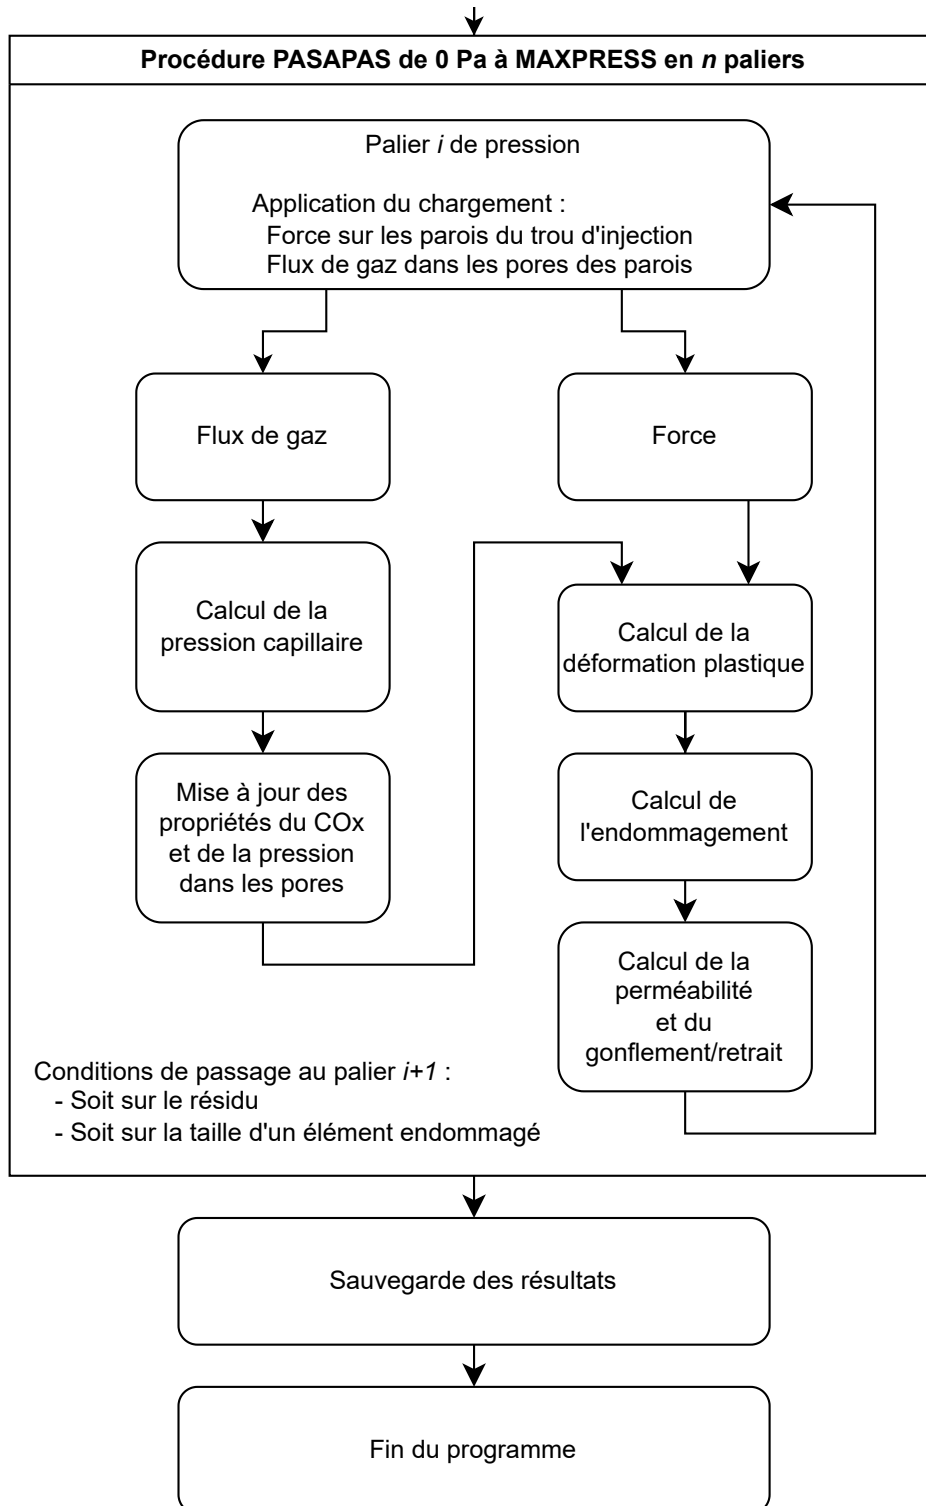 Procédure PASAPAS de 0 Pa à MAXPRESS en n paliers
Palier i de pression
Application du chargement :
Force sur les parois du trou d'injection
Flux de gaz dans les pores des parois
Flux de gaz
Force
Calcul de la
pression capillaire
Calcul de la
déformation plastique
Mise à jour des
propriétés du COx
et de la pression
dans les pores
Calcul de
l'endommagement
Calcul de la
perméabilité
et du
gonflement/retrait
Conditions de passage au palier i+1 :
- Soit sur le résidu
- Soit sur la taille d'un élément endommagé
Sauvegarde des résultats
Fin du programme